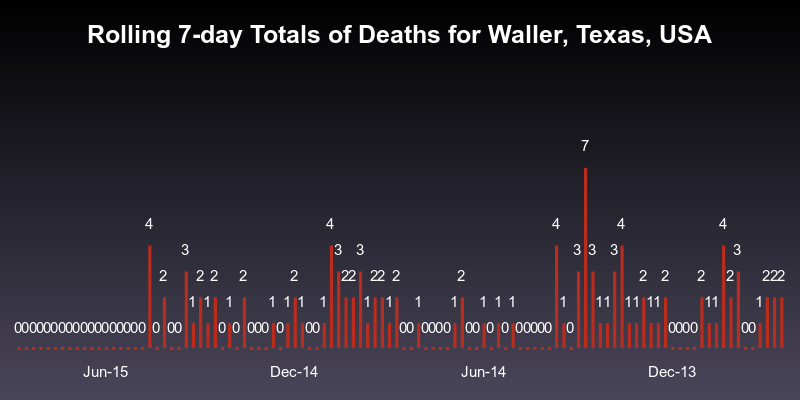 Rolling 7-day Totals of Deaths for Waller, Texas, USA
7
4 4 4 4 4
3 3 3 3 3 3 3
2 2 2 2 2 22 22 2 2 2 2 2 2 222
1 1 1 1 1 1 1 1 1 1 1 1 1 1 1 11 11 11 11 1
000000000000000000 0 00 0 0 000 0 00 00 0000 00 0 0 00000 0 0000 00
Jun-15 Dec-14 Jun-14 Dec-13